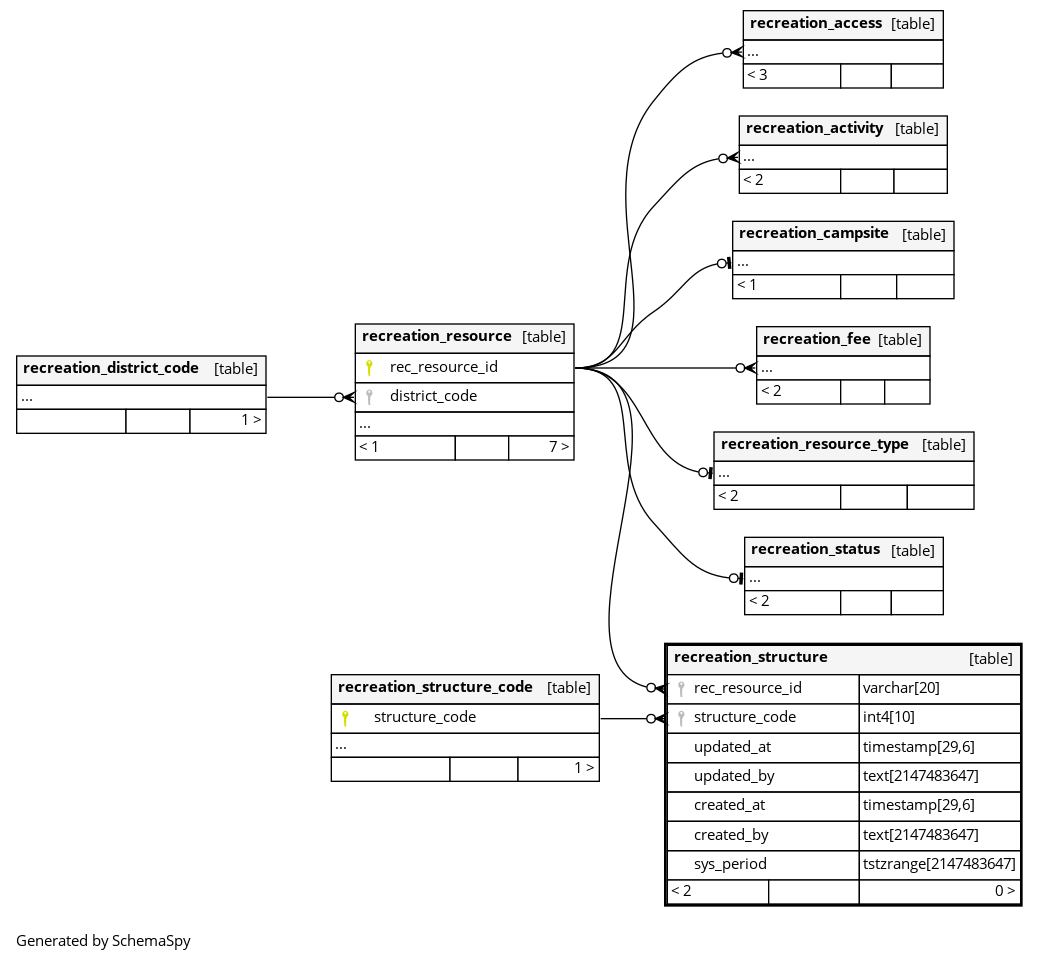 recreation_access [table]
...
< 3
recreation_activity [table]
...
< 2
recreation_campsite [table]
...
< 1
recreation_fee [table]
...
< 2
recreation_resource [table]
rec_resource_id
district_code
...
< 1 7 >
recreation_district_code [table]
...
1 >
recreation_resource_type [table]
...
< 2
recreation_status [table]
...
< 2
recreation_structure [table]
rec_resource_id varchar[20]
structure_code int4[10]
updated_at timestamp[29,6]
updated_by text[2147483647]
created_at timestamp[29,6]
created_by text[2147483647]
sys_period tstzrange[2147483647]
< 2 0 >
recreation_structure_code [table]
structure_code
...
1 >
Generated by SchemaSpy